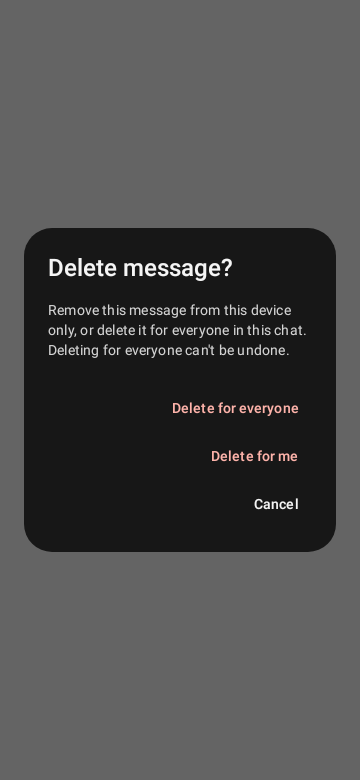 Delete message?
Remove this message from this device
only, or delete it for everyone in this chat.
Deleting for everyone can't be undone.
Delete for everyone
Delete for me
Cancel